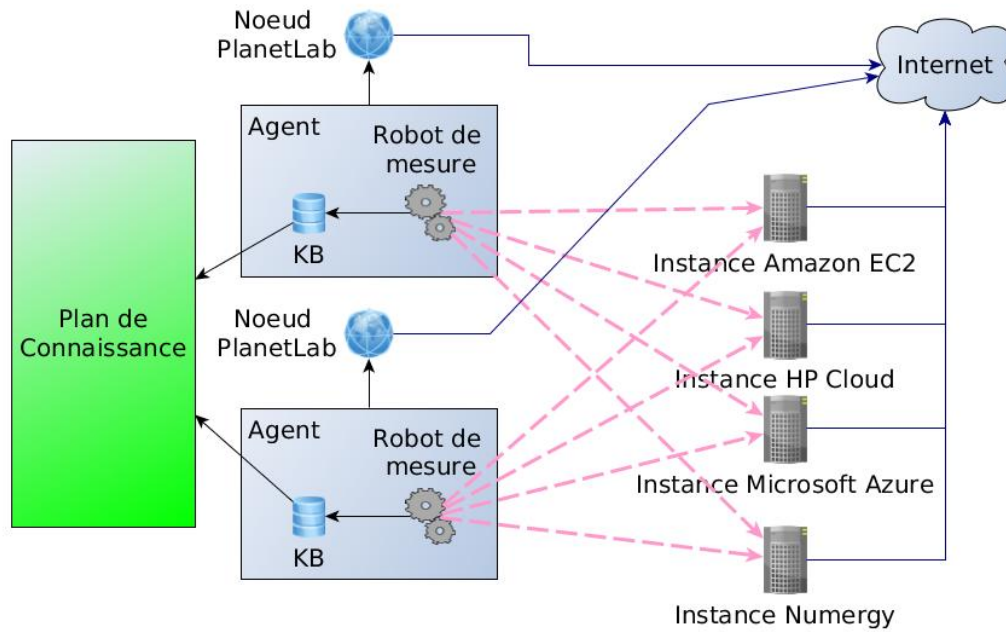 Noeud
PlanetLab
Internet
Agent
Robot de
mesure
KB
Instance Amazon EC2
Plan de
Connaissance
Noeud
PlanetLab
Instance HP Cloud
Agent
Robot de
mesure
Instance Microsoft Azure
KB
Instance Numergy